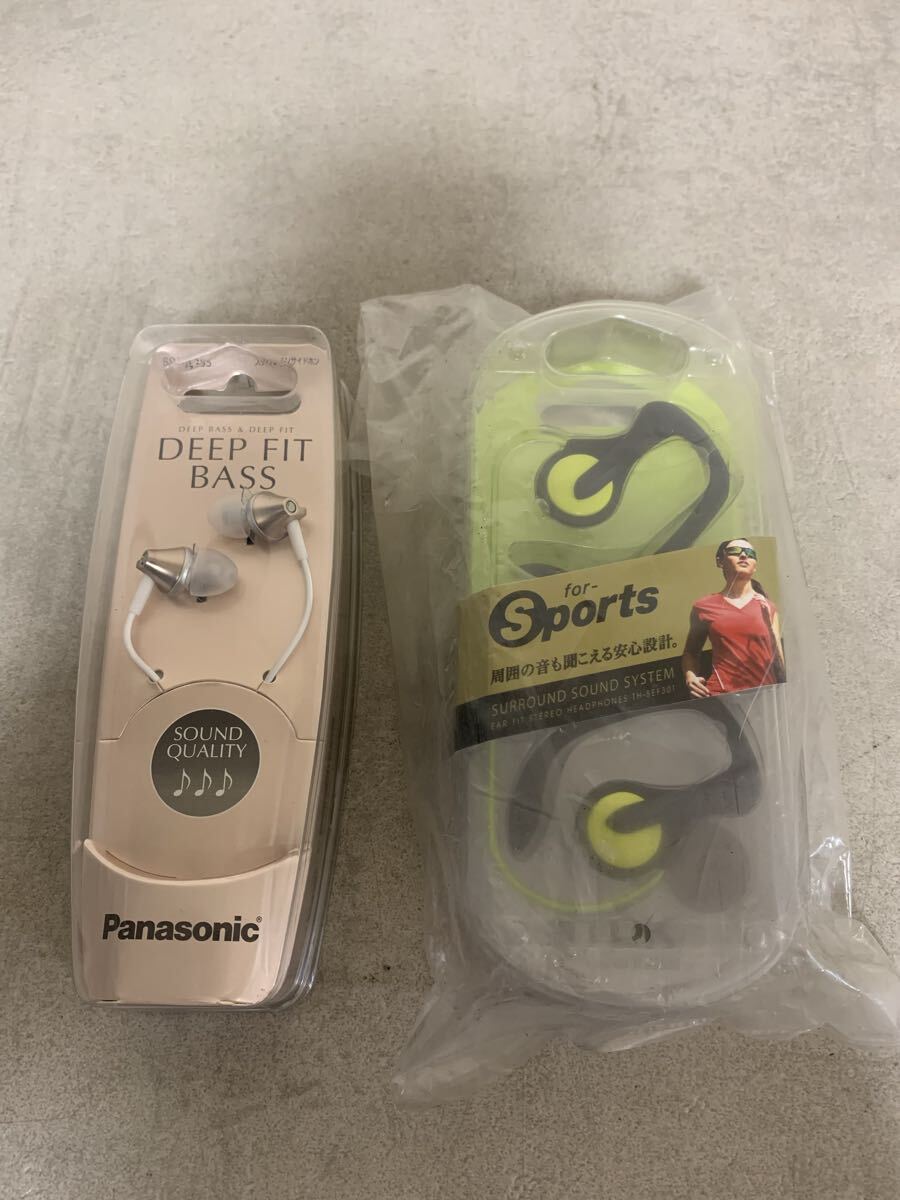 DEEP BASS & DEEP FIT
DEEP FIT
BASS
SOUND
QUALITY
Panasonic®
for-
Sports
周囲の音も聞こえる安心設計。
SURROUND SOUND SYSTEM
EAR FIT STEREO HEADPHONES TH-BEF301